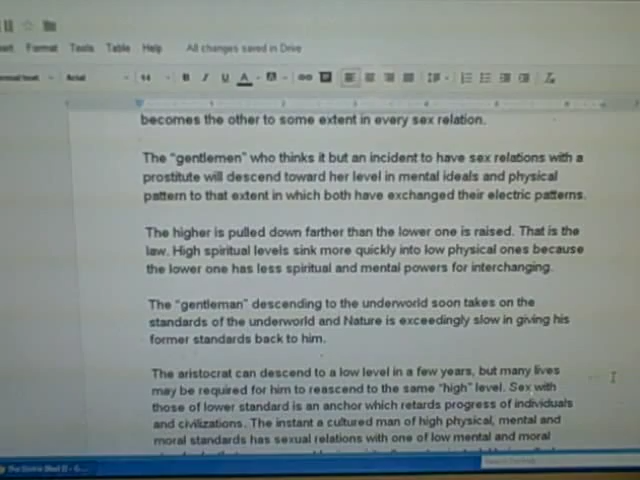 Format Tools Table Help All changes saved in Drive
Arial 14 B I U A
becomes the other to some extent in every sex relation.
The "gentlemen" who thinks it but an incident to have sex relations with a
prostitute will descend toward her level in mental ideals and physical
pattern to that extent in which both have exchanged their electric patterns.
The higher is pulled down farther than the lower one is raised. That is the
law. High spiritual levels sink more quickly into low physical ones because
the lower one has less spiritual and mental powers for interchanging.
The "gentleman" descending to the underworld soon takes on the
standards of the underworld and Nature is exceedingly slow in giving his
former standards back to him.
The aristocrat can descend to a low level in a few years, but many lives
may be required for him to reascend to the same "high" level. Sex with
those of lower standard is an anchor which retards progress of individuals
and civilizations. The instant a cultured man of high physical, mental and
moral standards has sexual relations with one of low mental and moral